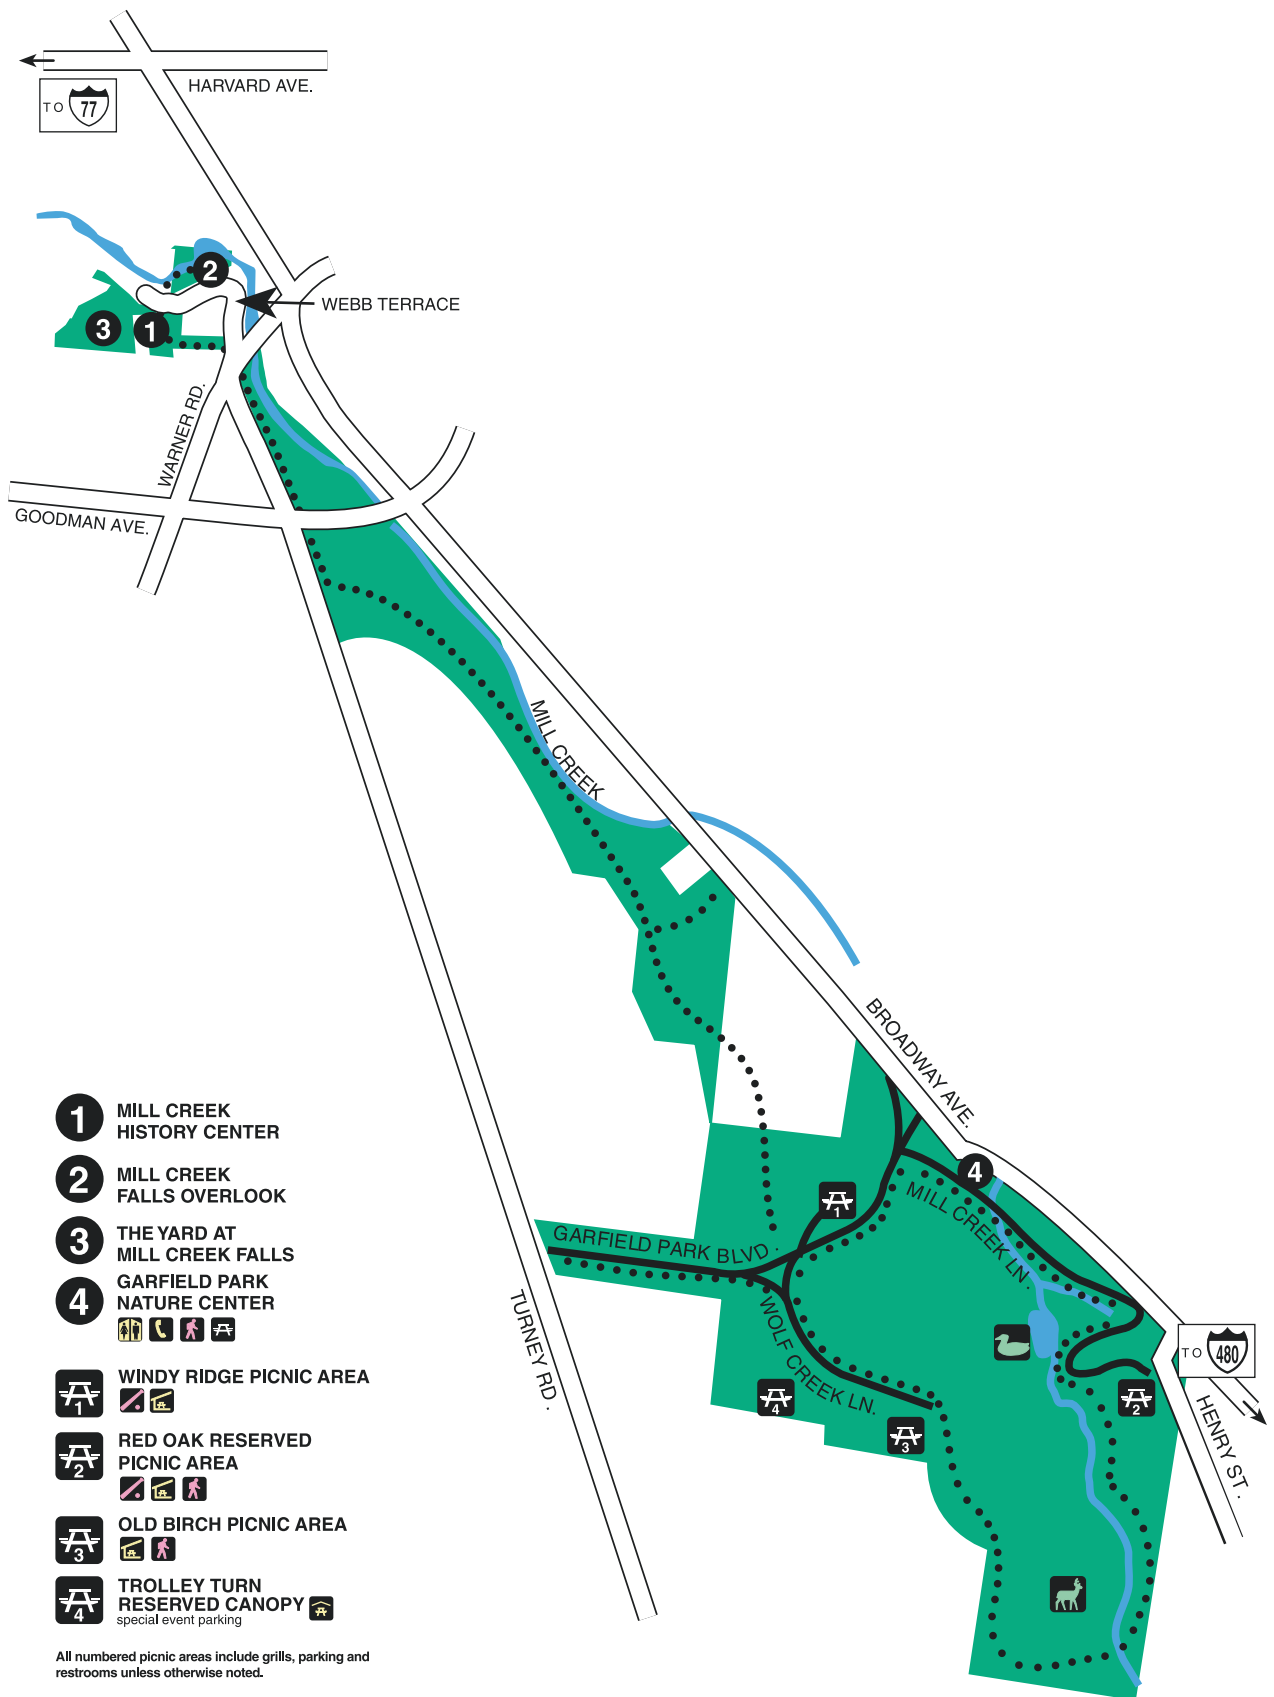 HARVARD AVE.
TO 77
2
WEBB TERRACE
3
1
WARNER RD.
GOODMAN AVE.
MILL CREEK
BROADWAY AVE.
4
MILL CREEK LN.
1
GARFIELD PARK BLVD.
WOLF CREEK LN.
TURNEY RD.
TO 480
4
2
3
HENRY ST.
1
MILL CREEK
HISTORY CENTER
2
MILL CREEK
FALLS OVERLOOK
3
THE YARD AT
MILL CREEK FALLS
4
GARFIELD PARK
NATURE CENTER
1
WINDY RIDGE PICNIC AREA
2
RED OAK RESERVED
PICNIC AREA
3
OLD BIRCH PICNIC AREA
4
TROLLEY TURN
RESERVED CANOPY
special event parking
All numbered picnic areas include grills, parking and
restrooms unless otherwise noted.